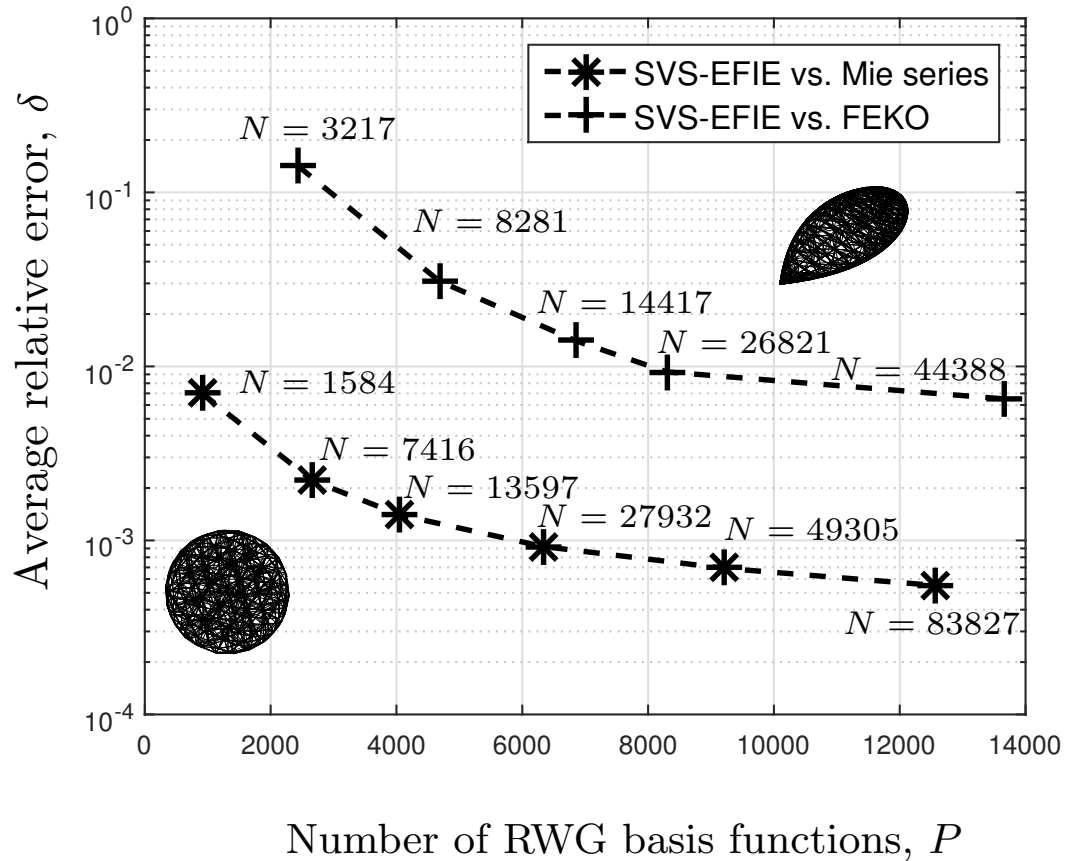 10^0
10^-1
10^-2
10^-3
10^-4
Average relative error, δ
SVS-EFIE vs. Mie series
SVS-EFIE vs. FEKO
N = 3217
N = 8281
N = 14417
N = 26821
N = 44388
N = 1584
N = 7416
N = 13597
N = 27932
N = 49305
N = 83827
0 2000 4000 6000 8000 10000 12000 14000
Number of RWG basis functions, P